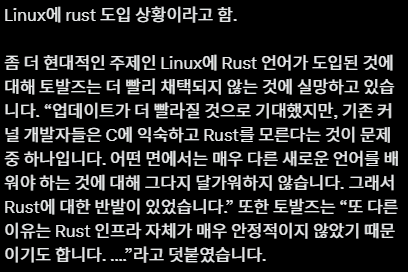 Linux에 rust 도입 상황이라고 함.
좀 더 현대적인 주제인 Linux에 Rust 언어가 도입된 것에
대해 토발즈는 더 빨리 채택되지 않는 것에 실망하고 있습
니다. “업데이트가 더 빨라질 것으로 기대했지만, 기존 커
널 개발자들은 C에 익숙하고 Rust를 모른다는 것이 문제
중 하나입니다. 어떤 면에서는 매우 다른 새로운 언어를 배
워야 하는 것에 대해 그다지 달가워하지 않습니다. 그래서
Rust에 대한 반발이 있었습니다.” 또한 토발즈는 “또 다른
이유는 Rust 인프라 자체가 매우 안정적이지 않았기 때문
이기도 합니다. ....”라고 덧붙였습니다.